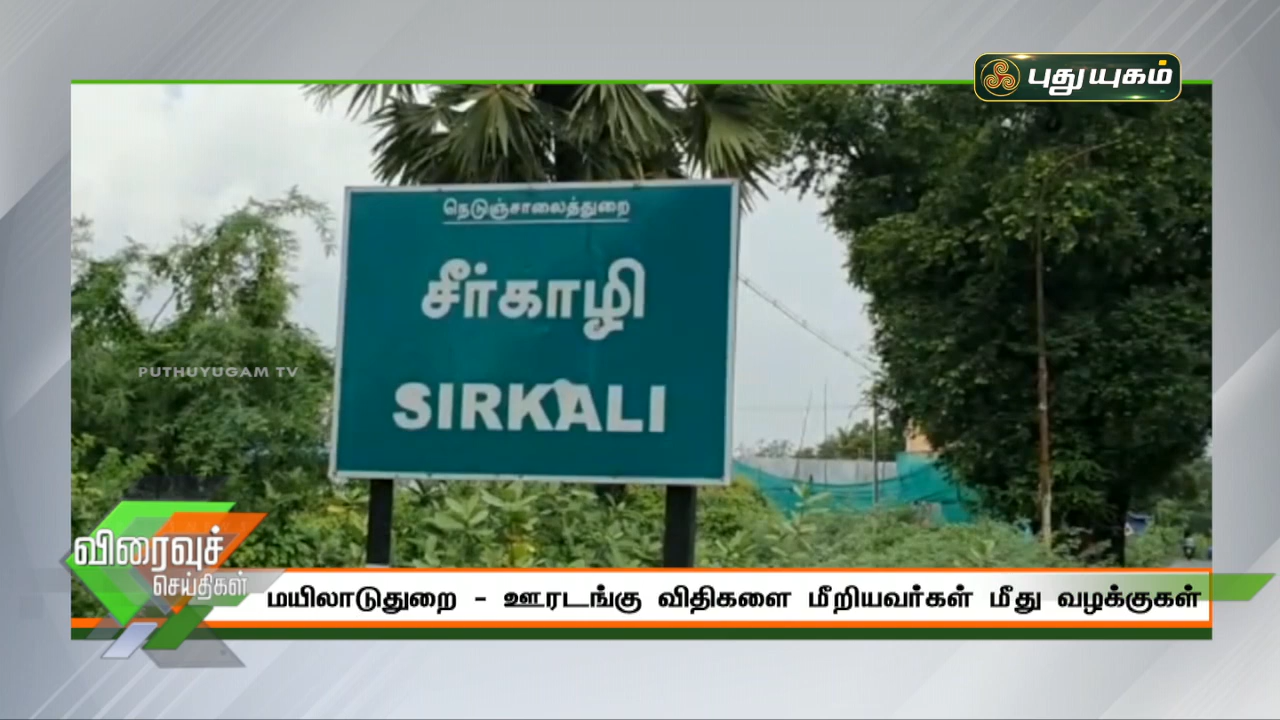 புதுயுகம்
நெடுஞ்சாலைத்துறை
சீர்காழி
SIRKALI
PUTHUYUGAM TV
விரைவுச்
செய்திகள்
மயிலாடுதுறை - ஊரடங்கு விதிகளை மீறியவர்கள் மீது வழக்குகள்